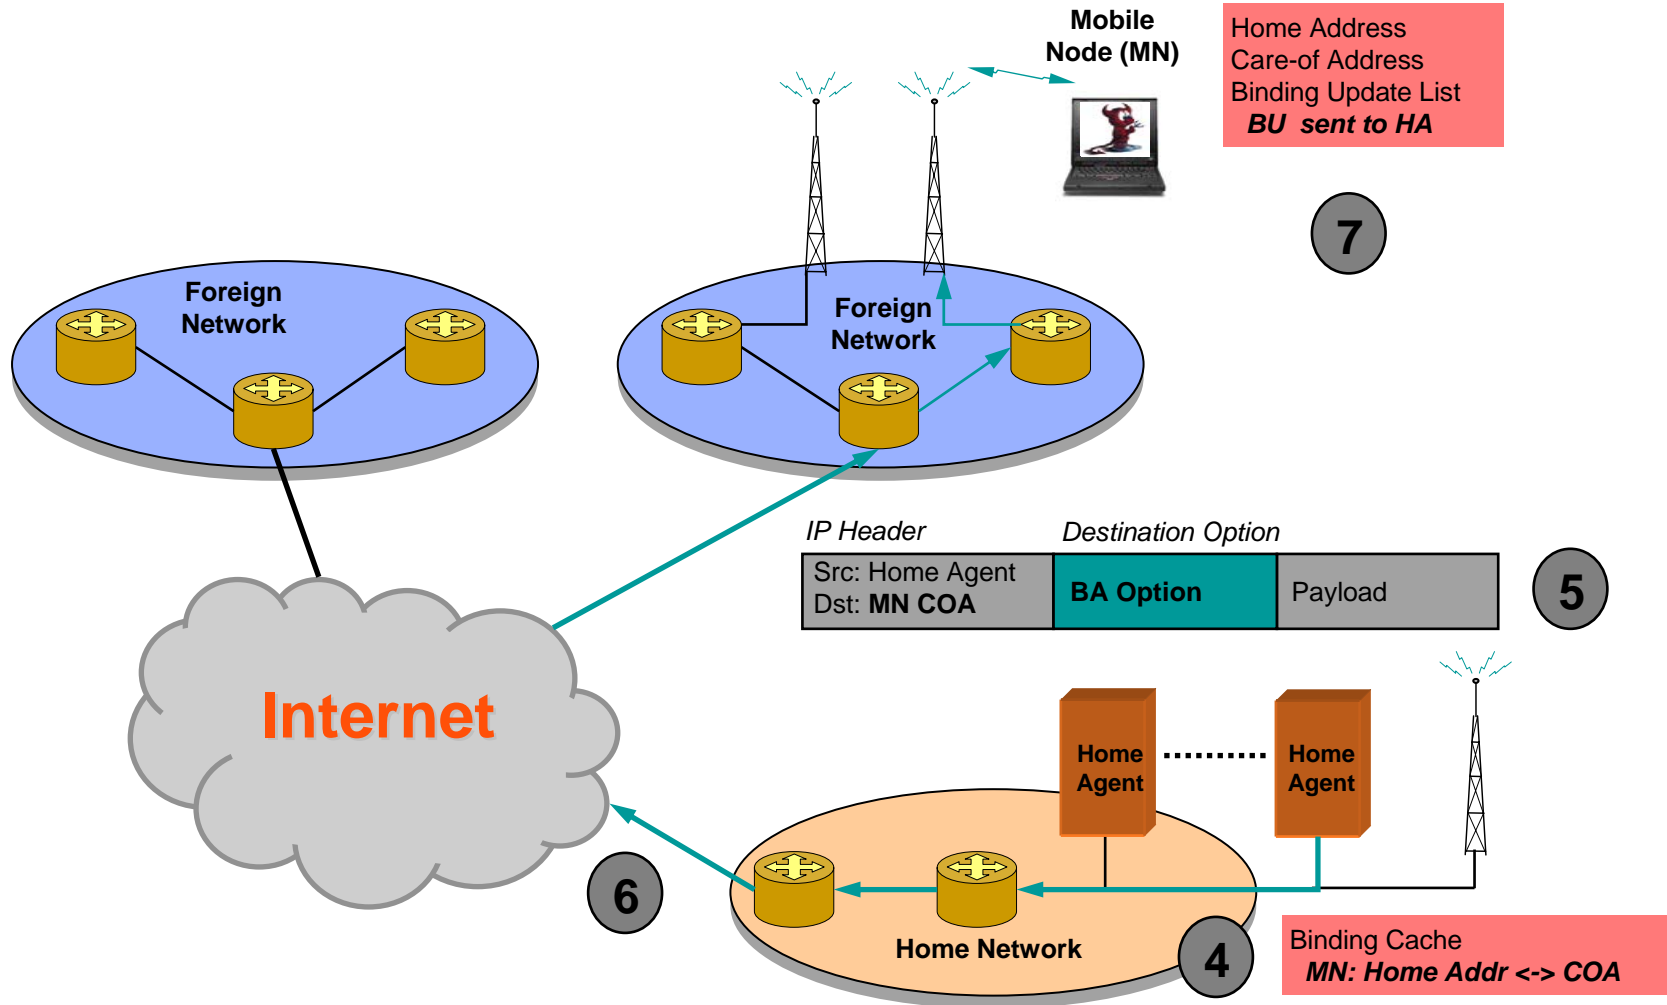 Mobile
Node (MN)
Home Address
Care-of Address
Binding Update List
BU sent to HA
7
Foreign
Network
Foreign
Network
IP Header
Destination Option
Src: Home Agent
Dst: MN COA
BA Option
Payload
5
Internet
Home
Agent
Home
Agent
6
Home Network
4
Binding Cache
MN: Home Addr <-> COA